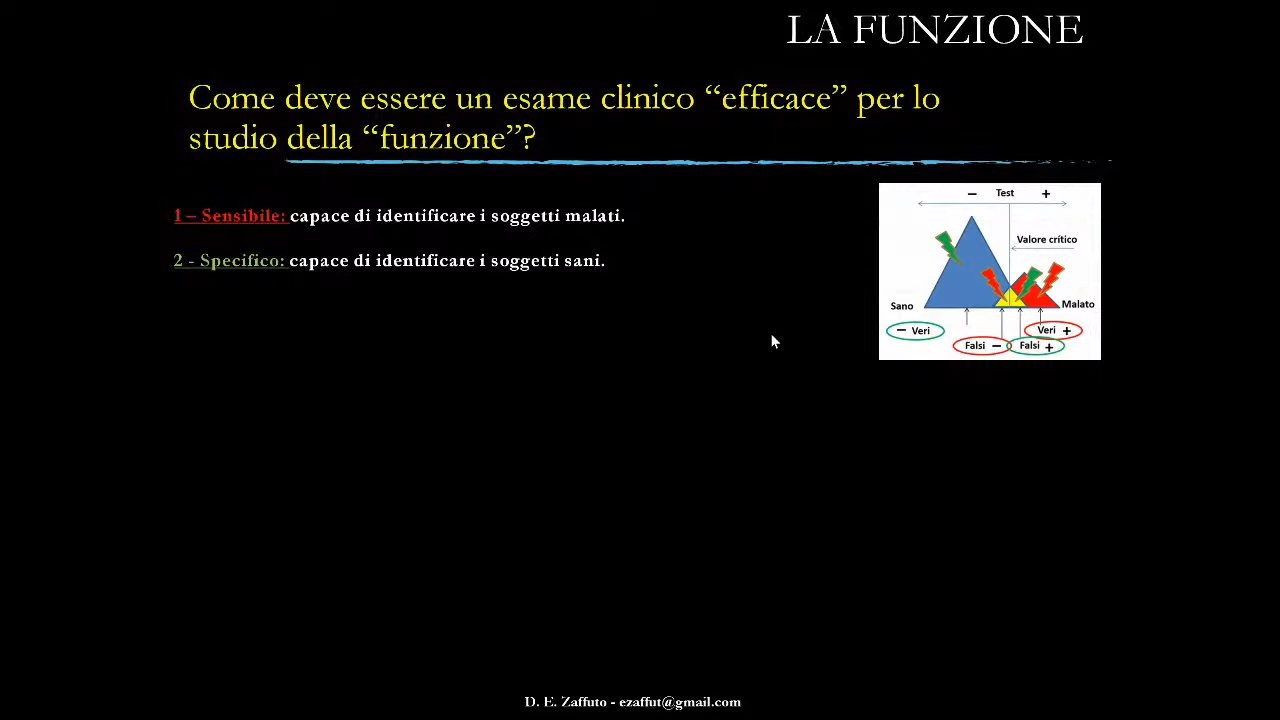 LA FUNZIONE
Come deve essere un esame clinico “efficace” per lo
studio della “funzione”?
1 – Sensibile: capace di identificare i soggetti malati.
2 - Specifico: capace di identificare i soggetti sani.
− Test +
Valore crítico
Sano
Malato
− Veri
Veri +
Falsi −
Falsi +
D. E. Zaffuto - ezaffut@gmail.com